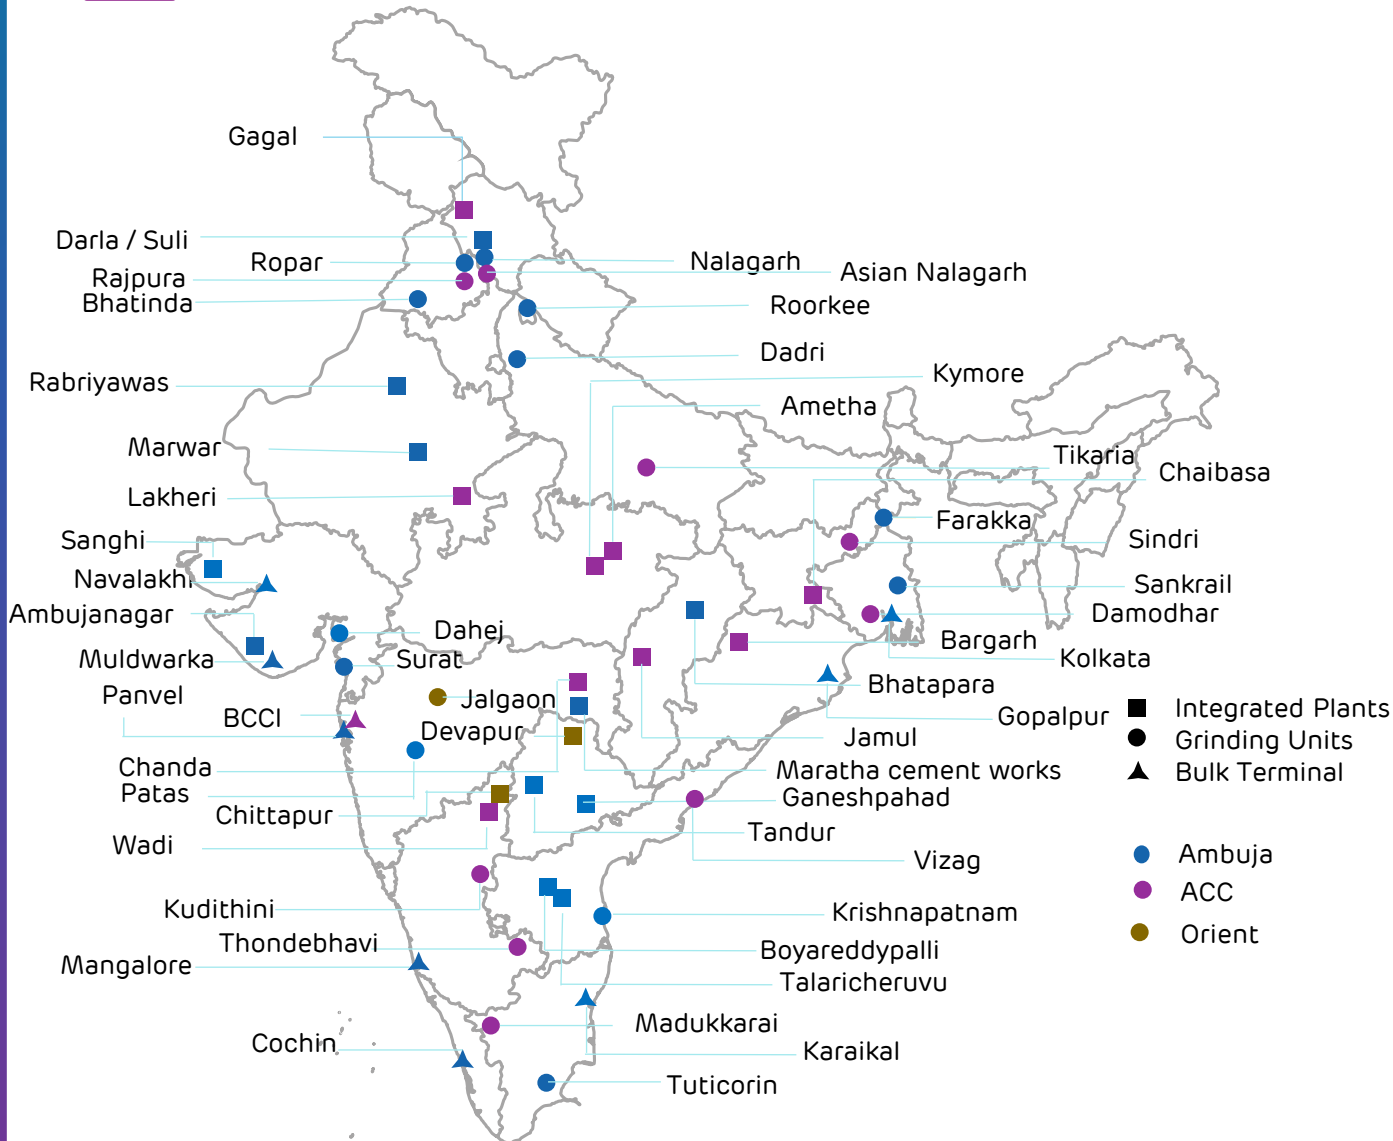 Gagal
Darla / Suli
Ropar
Nalagarh
Asian Nalagarh
Rajpura
Bhatinda
Roorkee
Dadri
Kymore
Rabriyawas
Ametha
Marwar
Tikaria
Chaibasa
Lakheri
Farakka
Sanghi
Sindri
Navalakhi
Sankrail
Ambujanagar
Damodhar
Dahej
Bargarh
Muldwarka
Surat
Kolkata
Panvel
Bhatapara
Jalgaon
BCCI
Gopalpur
Integrated Plants
Devapur
Jamul
Grinding Units
Chanda
Maratha cement works
Bulk Terminal
Patas
Ganeshpahad
Chittapur
Tandur
Wadi
Vizag
Ambuja
ACC
Kudithini
Krishnapatnam
Orient
Thondebhavi
Boyareddypalli
Mangalore
Talaricheruvu
Madukkarai
Cochin
Karaikal
Tuticorin